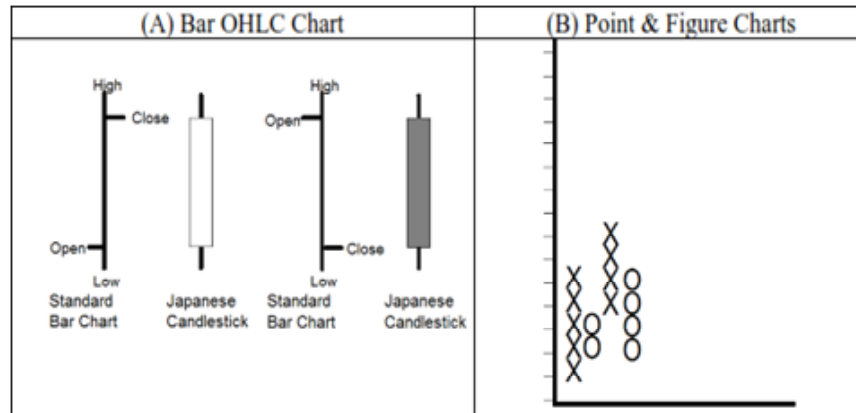 (A) Bar OHLC Chart
(B) Point & Figure Charts
High
Close
Open
Low
Standard
Bar Chart
Japanese
Candlestick
High
Open
Close
Low
Standard
Bar Chart
Japanese
Candlestick
X
X
X X O
X X O
X O O
X O O
X